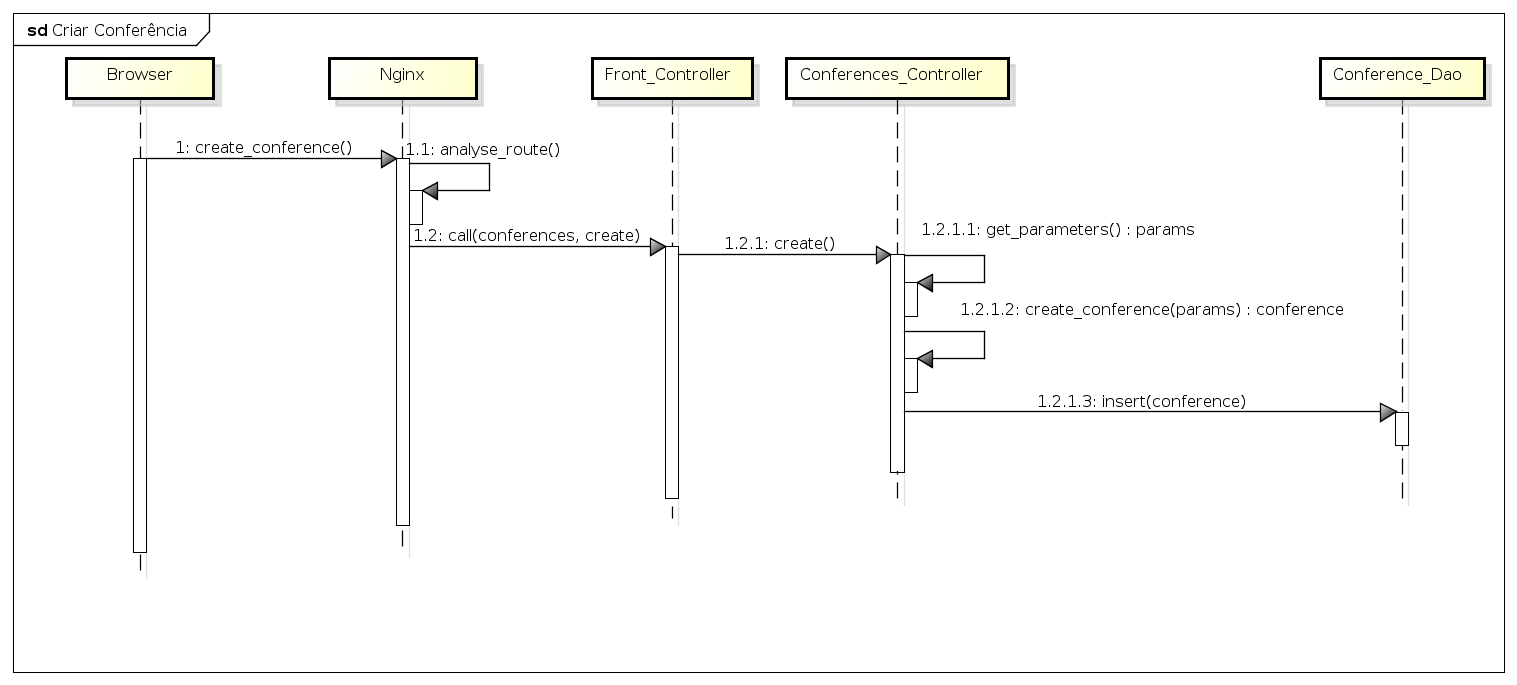 sd Criar Conferência
Browser
Nginx
Front_Controller
Conferences_Controller
Conference_Dao
1: create_conference()
1.1: analyse_route()
1.2: call(conferences, create)
1.2.1: create()
1.2.1.1: get_parameters() : params
1.2.1.2: create_conference(params) : conference
1.2.1.3: insert(conference)